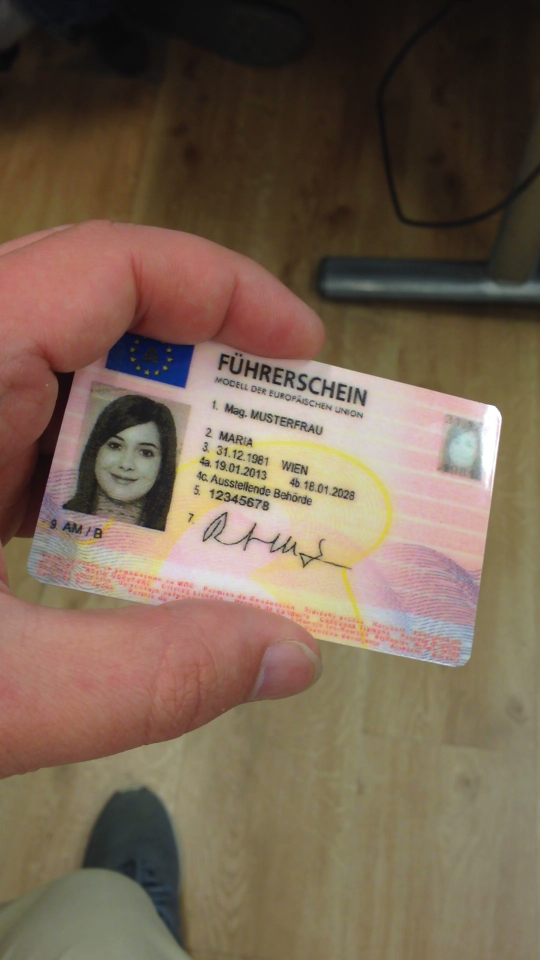 FÜHRERSCHEIN
MODELL DER EUROPÄISCHEN UNION
1. Mag. MUSTERFRAU
2. MARIA
3. 31.12.1981 WIEN
4a. 19.01.2013 4b 18.01.2028
4c. Ausstellende Behörde
5. 12345678
7.
9 AM / B